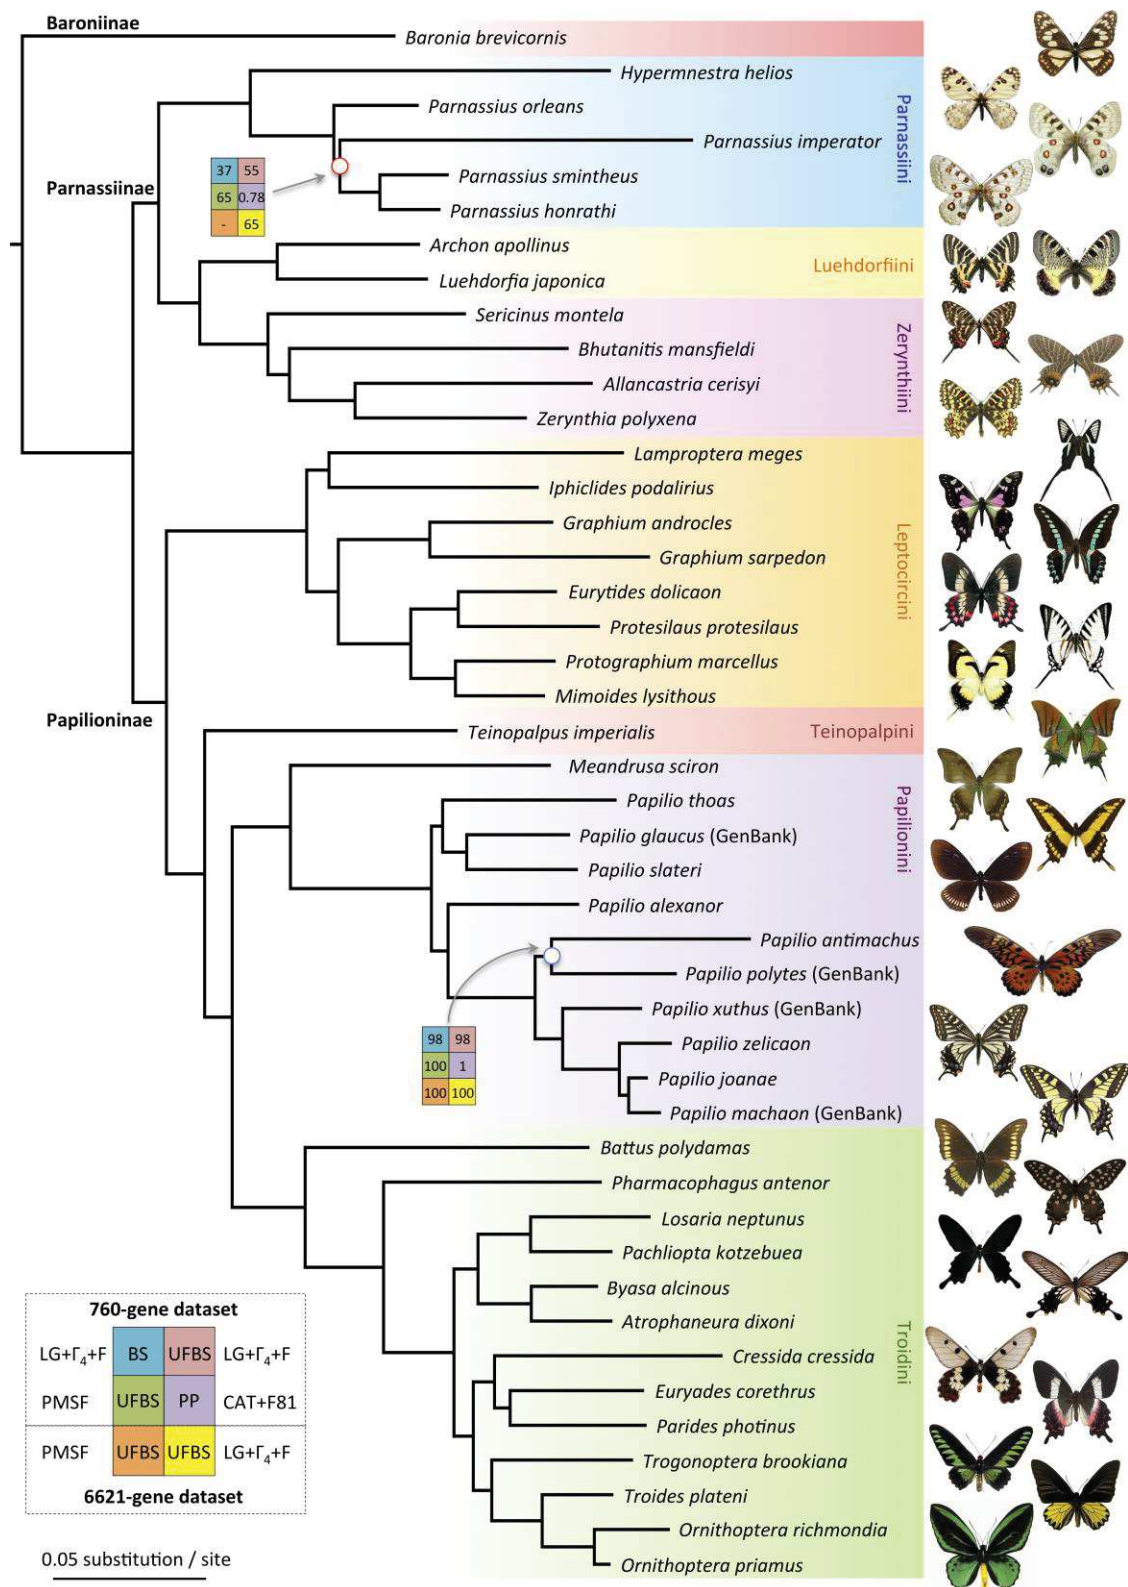 Baroniinae
Baronia brevicornis
Hypermnestra helios
Parnassius orleans
Parnassius imperator
Parnassiini
37 55
65 0.78
- 65
Parnassiinae
Parnassius smintheus
Parnassius honrathi
Archon apollinus
Luehdorfiini
Luehdorfia japonica
Sericinus montela
Zerynthiini
Bhutanitis mansfieldi
Allancastria cerisyi
Zerynthia polyxena
Lamproptera meges
Iphiclides podalirius
Graphium androcles
Leptocircini
Graphium sarpedon
Eurytides dolicaon
Protesilaus protesilaus
Protographium marcellus
Mimoides lysithous
Papilioninae
Teinopalpus imperialis
Teinopalpini
Meandrusa sciron
Papilionini
Papilio thoas
Papilio glaucus (GenBank)
Papilio slateri
Papilio alexanor
Papilio antimachus
Papilio polytes (GenBank)
Papilio xuthus (GenBank)
98 98
100 1
100 100
Papilio zelicaon
Papilio joanae
Papilio machaon (GenBank)
Battus polydamas
Pharmacophagus antenor
Losaria neptunus
Pachliopta kotzebuea
Byasa alcinous
Atrophaneura dixoni
Troidini
Cressida cressida
Euryades corethrus
Parides photinus
Trogonoptera brookiana
Troides plateni
Ornithoptera richmondia
Ornithoptera priamus
760-gene dataset
LG+Γ₄+F BS UFBS LG+Γ₄+F
PMSF UFBS PP CAT+F81
PMSF UFBS UFBS LG+Γ₄+F
6621-gene dataset
0.05 substitution / site